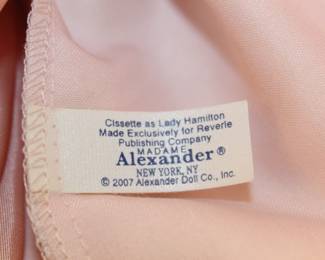 Cissette as Lady Hamilton
Made Exclusively for Reverie
Publishing Company
MADAME
Alexander®
NEW YORK, NY
© 2007 Alexander Doll Co., Inc.